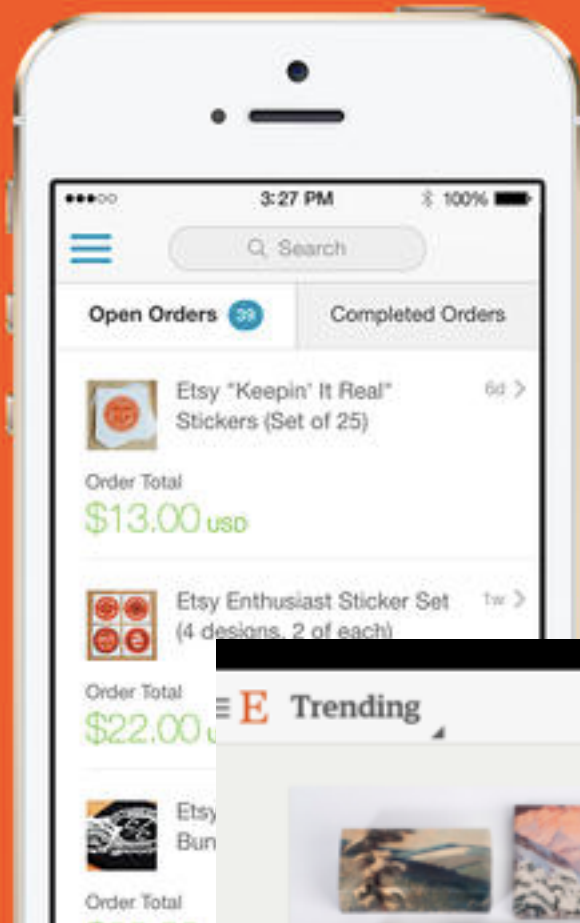 3:27 PM
100%
Search
Open Orders 39
Completed Orders
Etsy "Keepin' It Real"
Stickers (Set of 25)
6d
Order Total
$13.00 USD
Etsy Enthusiast Sticker Set
(4 designs, 2 of each)
1w
Order Total
$22.00
Etsy
Bun
Order Total
E Trending